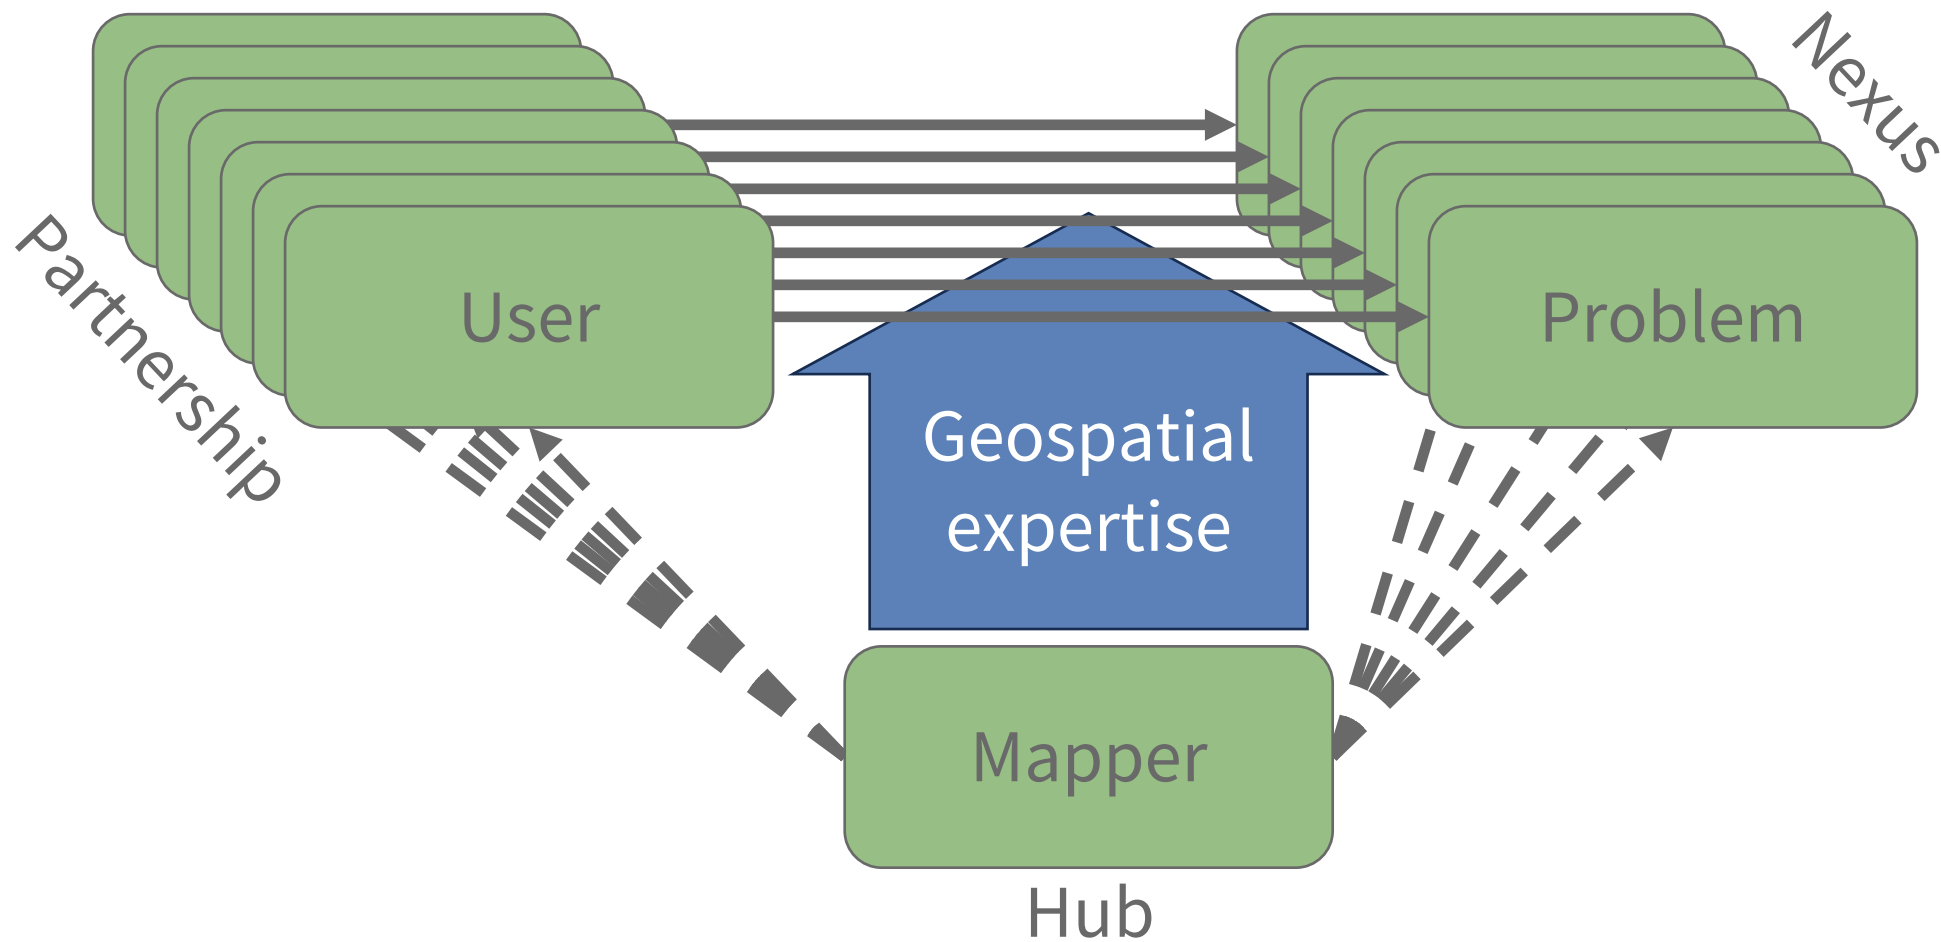 Nexus
Partnership
User
Problem
Geospatial
expertise
Mapper
Hub